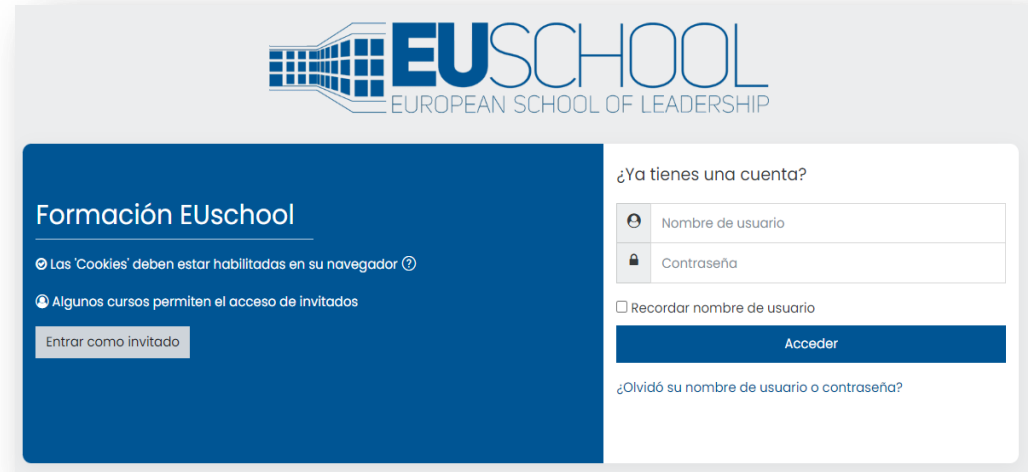 EUSCHOOL
EUROPEAN SCHOOL OF LEADERSHIP
Formación EUschool
Las 'Cookies' deben estar habilitadas en su navegador
Algunos cursos permiten el acceso de invitados
Entrar como invitado
¿Ya tienes una cuenta?
Nombre de usuario
Contraseña
Recordar nombre de usuario
Acceder
¿Olvidó su nombre de usuario o contraseña?